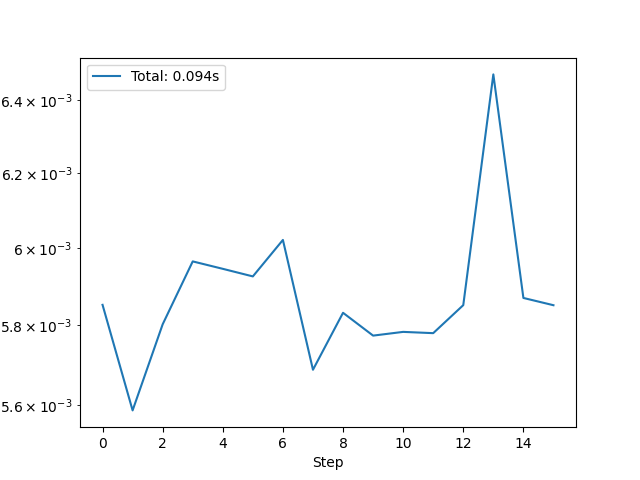 Total: 0.094s
6.4 × 10⁻³
6.2 × 10⁻³
6 × 10⁻³
5.8 × 10⁻³
5.6 × 10⁻³
0 2 4 6 8 10 12 14
Step